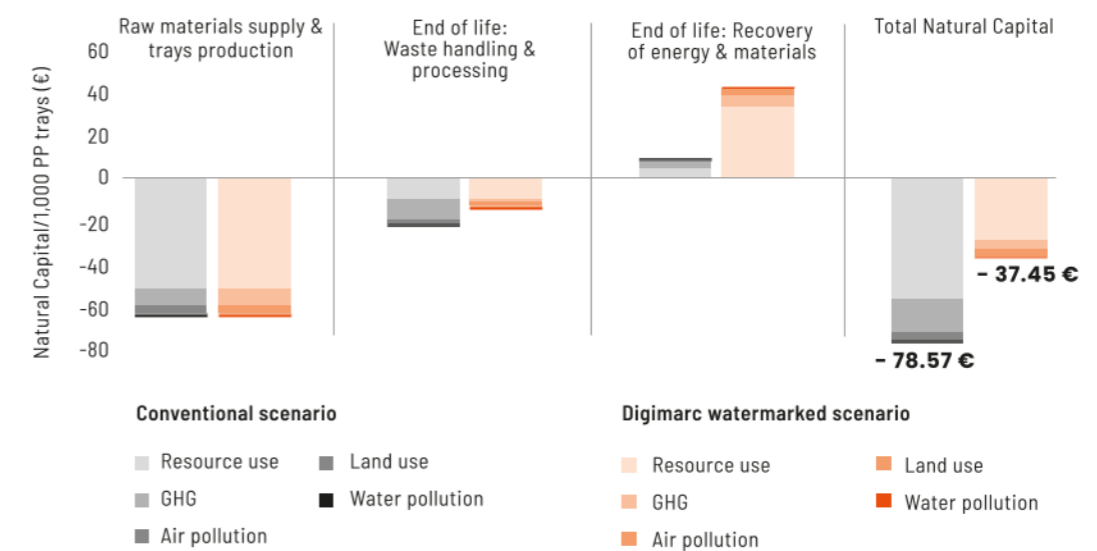 Raw materials supply &
trays production
End of life:
Waste handling &
processing
End of life: Recovery
of energy & materials
Total Natural Capital
Natural Capital/1,000 PP trays (€)
60
40
20
0
-20
-40
-60
-80
- 37.45 €
- 78.57 €
Conventional scenario
Resource use
GHG
Air pollution
Land use
Water pollution
Digimarc watermarked scenario
Resource use
GHG
Air pollution
Land use
Water pollution